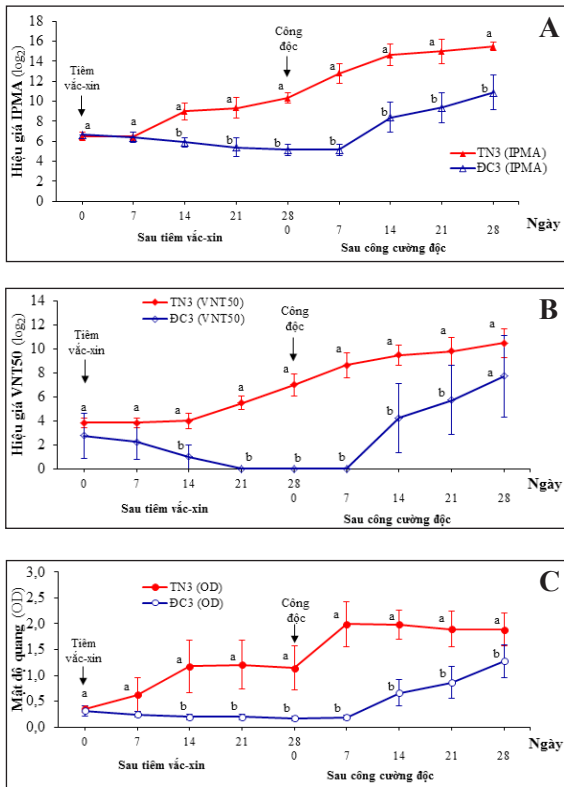 A
Hiệu giá IPMA (log2)
18
16
14
12
10
8
6
4
2
0
Tiêm
vắc-xin
Công
độc
a a a a a a a a a
b b b b b b b
TN3 (IPMA)
ĐC3 (IPMA)
0 7 14 21 28 7 14 21 28
0
Ngày
Sau tiêm vắc-xin
Sau công cường độc
B
Hiệu giá VNT50 (log2)
14
12
10
8
6
4
2
0
TN3 (VNT50)
ĐC3 (VNT50)
Tiêm
vắc-xin
Công
độc
a a a a a a a a a
b b b b b b a
0 7 14 21 28 7 14 21 28
0
Ngày
Sau tiêm vắc-xin
Sau công cường độc
C
Mật độ quang (OD)
3,0
2,5
2,0
1,5
1,0
0,5
0,0
TN3 (OD)
ĐC3 (OD)
Tiêm
vắc-xin
Công
độc
a a a a a a a a a
b b b b b b b
0 7 14 21 28 7 14 21 28
0
Ngày
Sau tiêm vắc-xin
Sau công cường độc